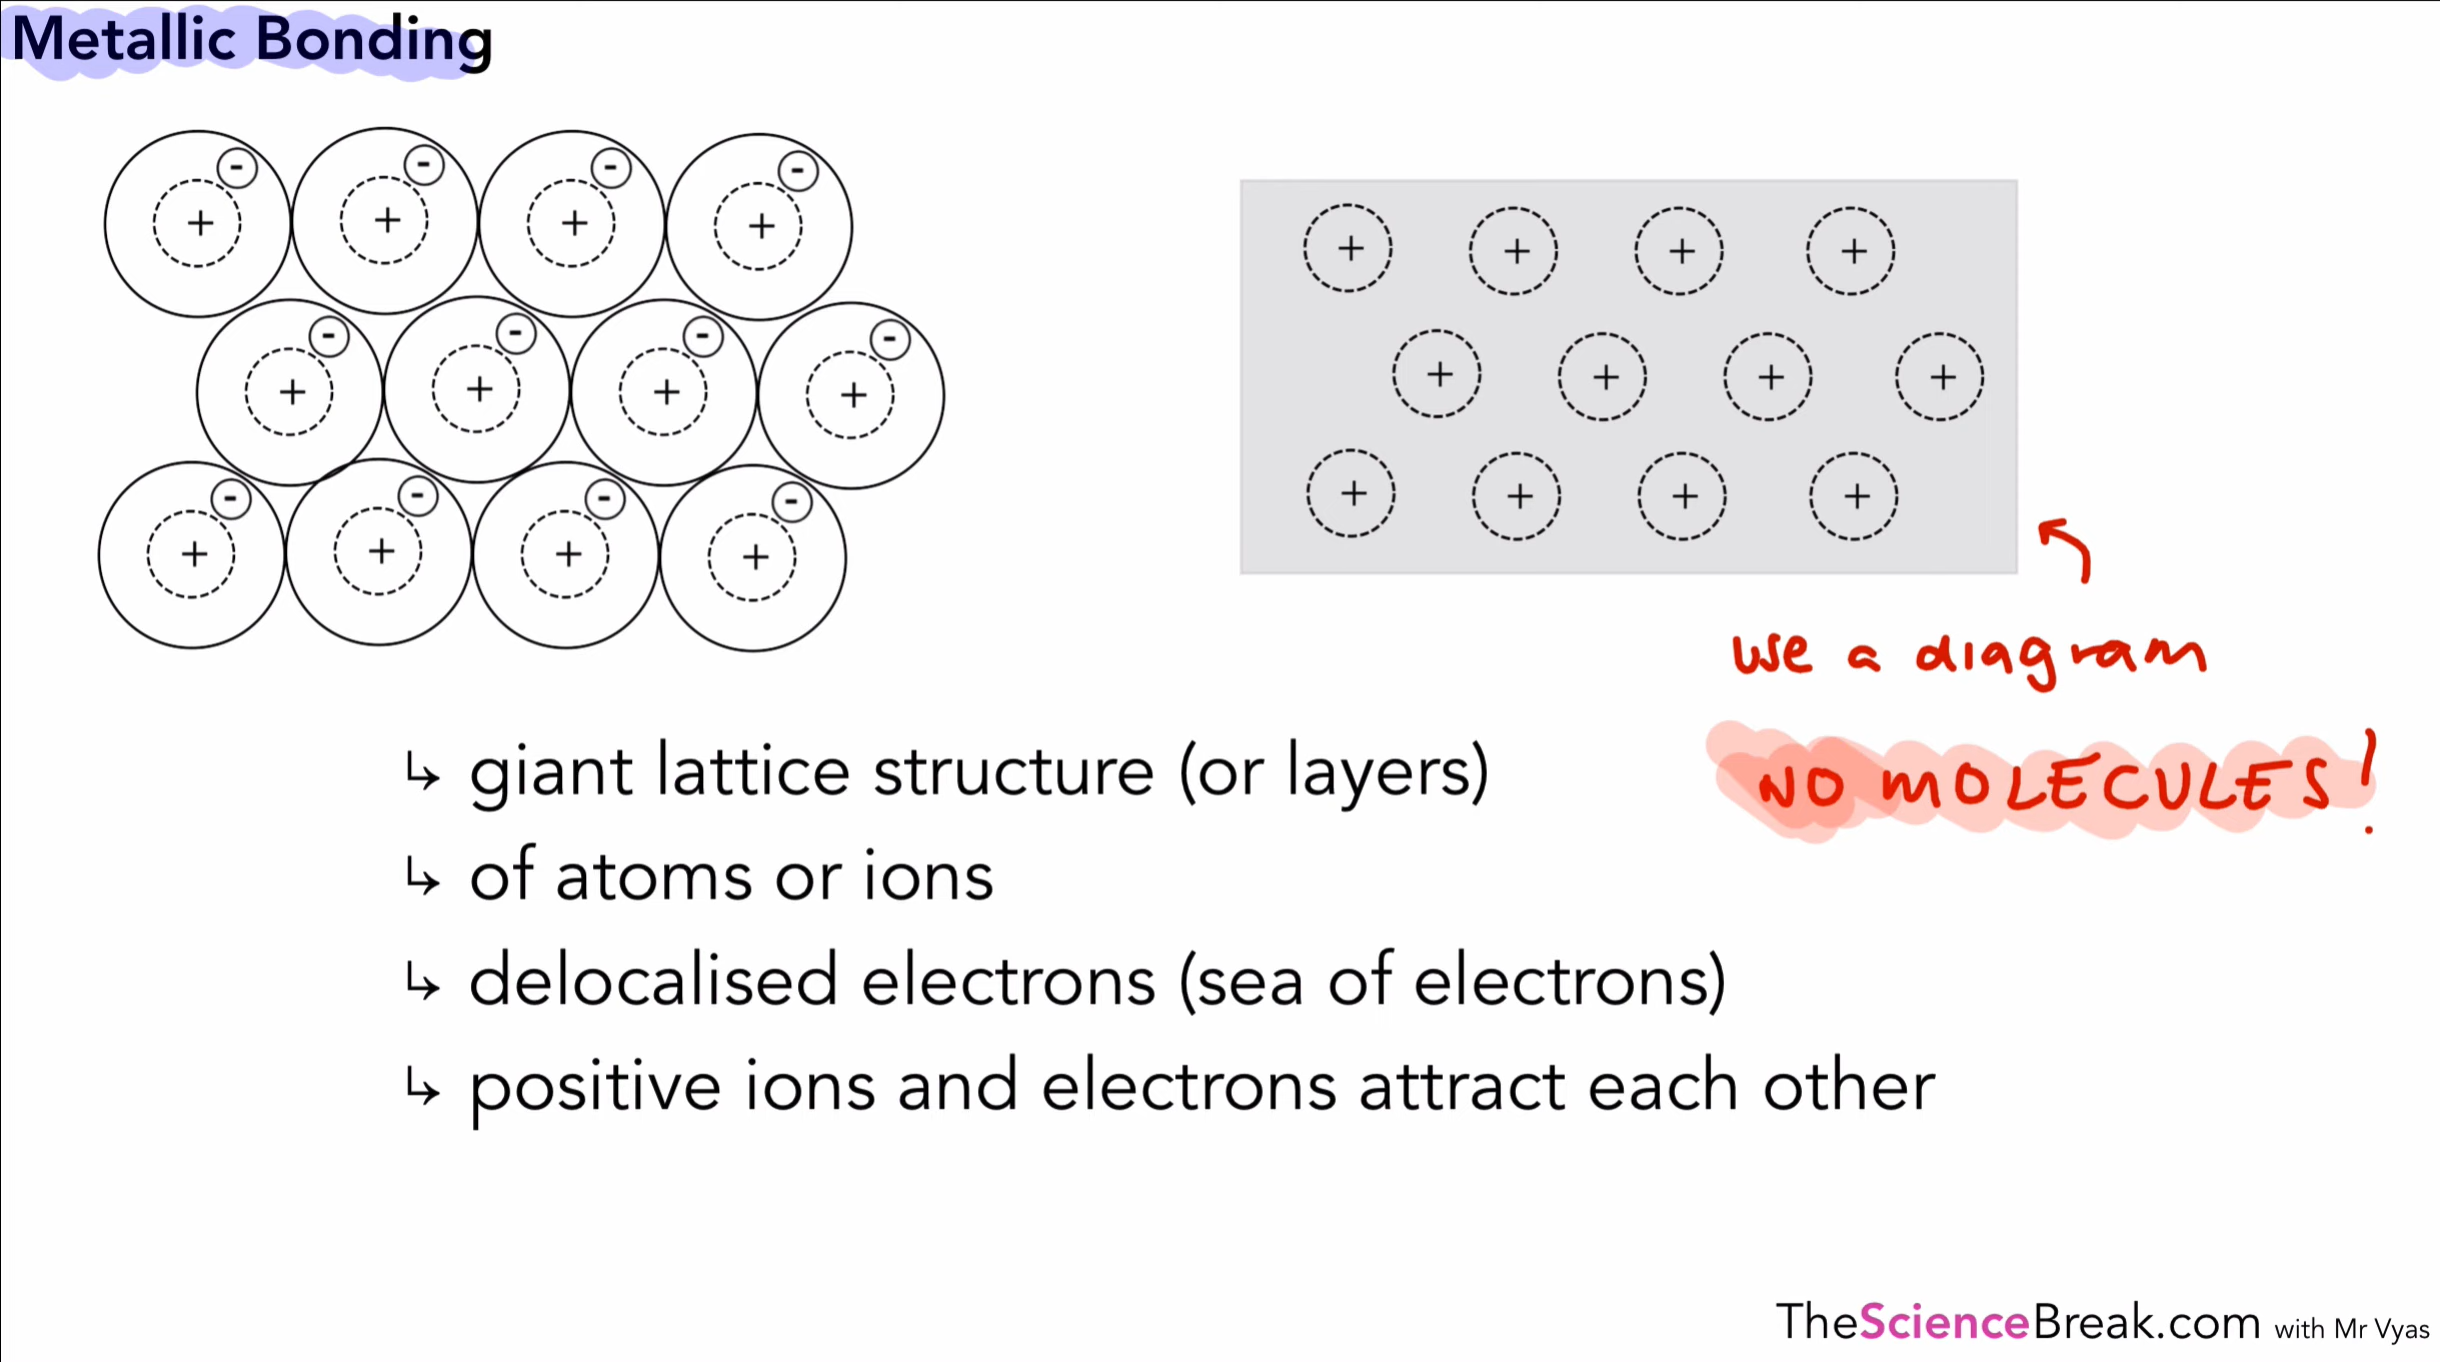 Metallic Bonding
- - - -
+ + + +
- - - -
+ + + +
- - - -
+ + + +
+ + + +
+ + + +
+ + + +
use a diagram
↳ giant lattice structure (or layers)
NO MOLECULES!
↳ of atoms or ions
↳ delocalised electrons (sea of electrons)
↳ positive ions and electrons attract each other
TheScienceBreak.com with Mr Vyas